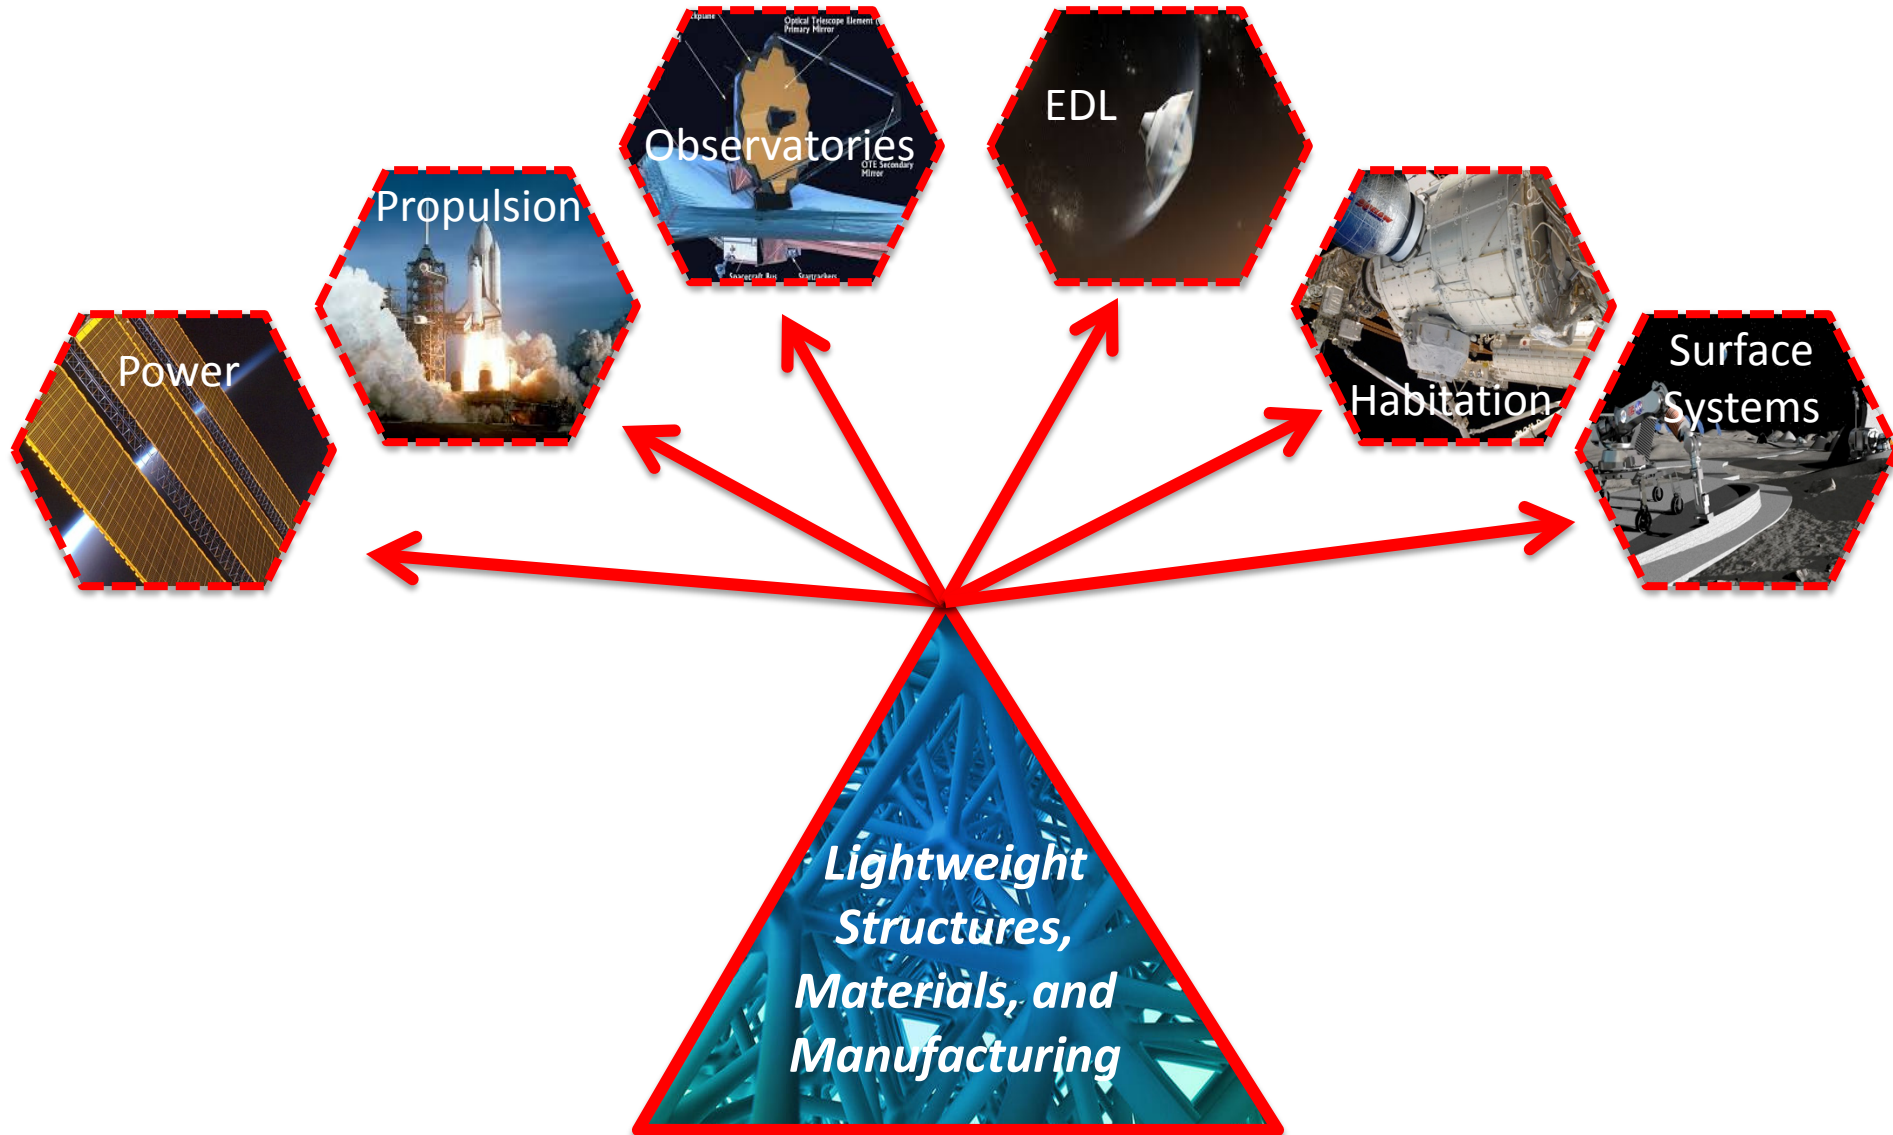 Optical Telescope Element
Primary Mirror
Observatories
OTE Secondary
Mirror
Spacecraft Bus
Startrackers
EDL
Propulsion
Habitation
Power
Surface
Systems
Lightweight
Structures,
Materials, and
Manufacturing